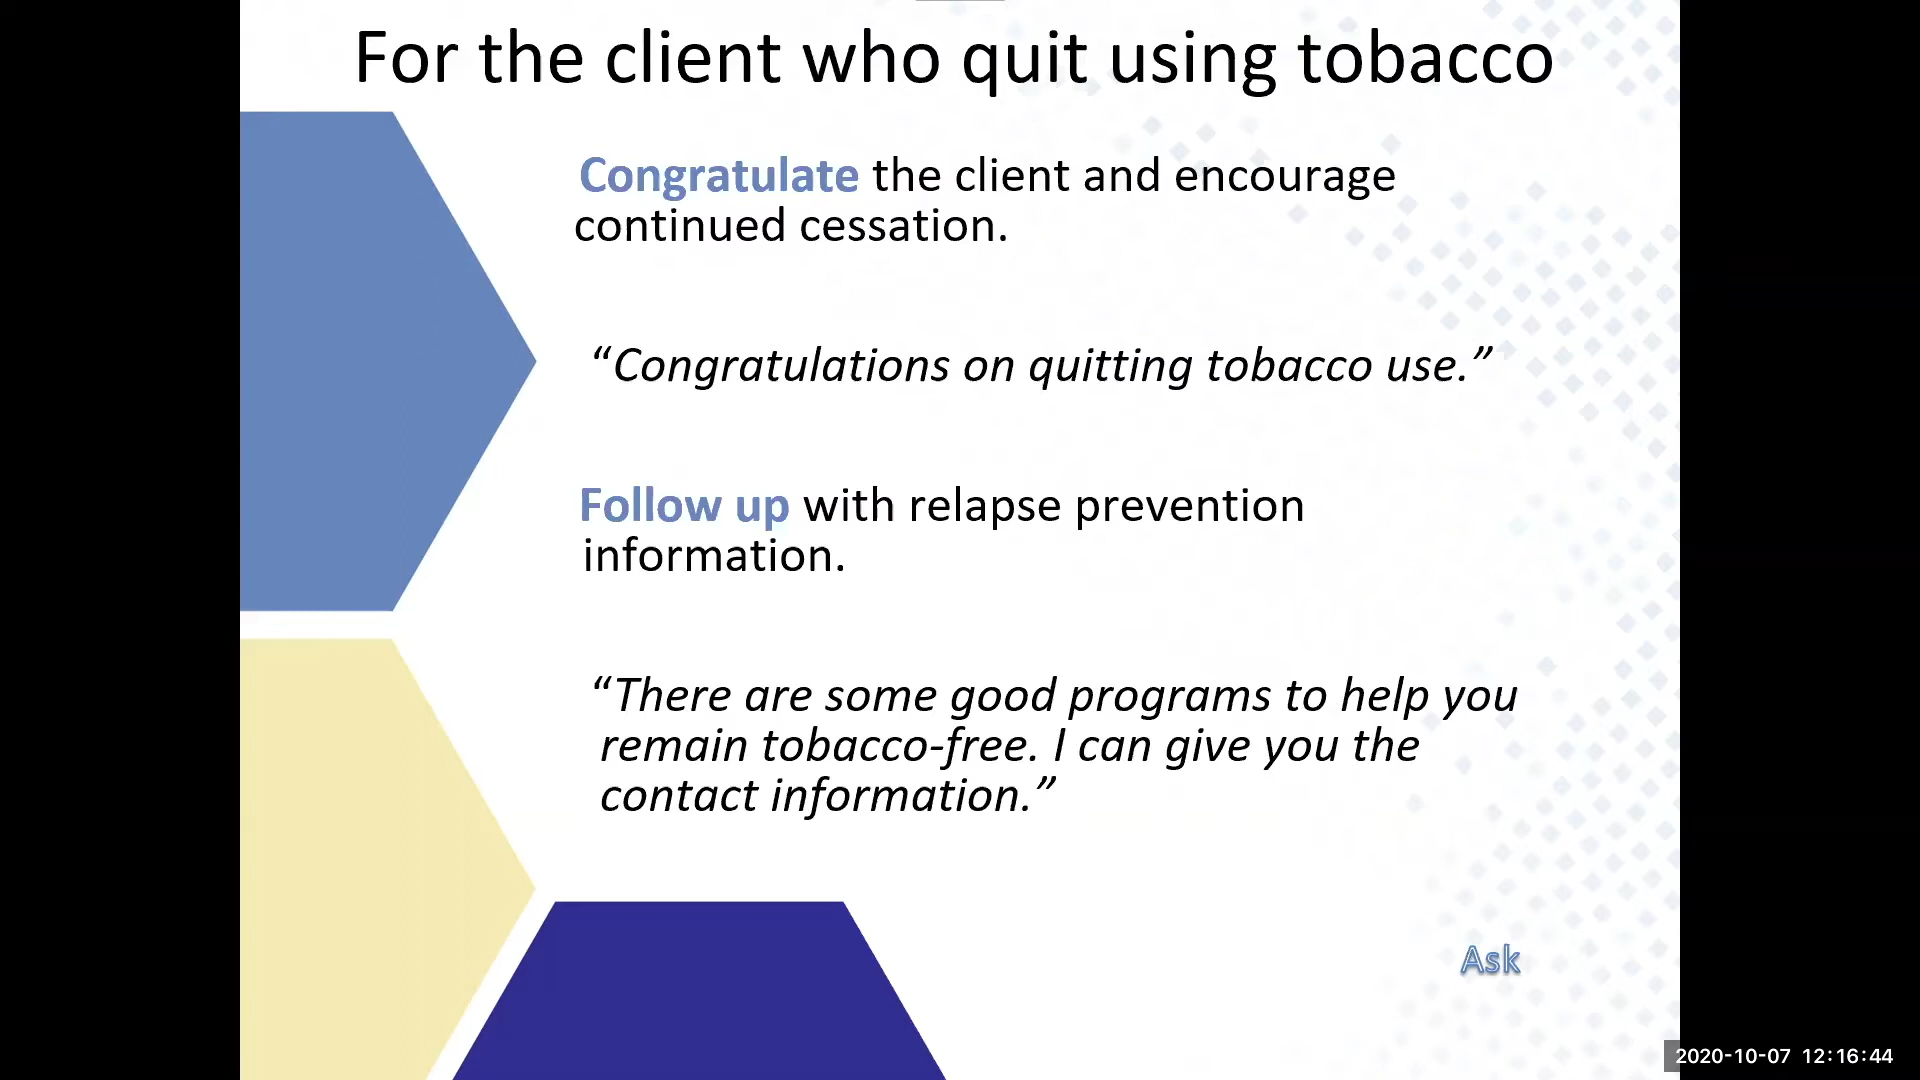 For the client who quit using tobacco
Congratulate the client and encourage
continued cessation.
“Congratulations on quitting tobacco use.”
Follow up with relapse prevention
information.
“There are some good programs to help you
remain tobacco-free. I can give you the
contact information.”
Ask
2020-10-07 12:16:44